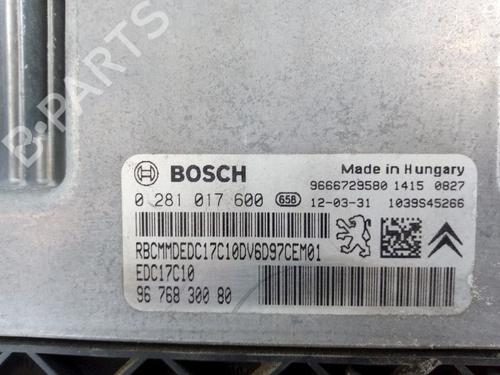 B-PARTS
BOSCH
Made in Hungary
0 281 017 600 658
9666729580 1415 0827
12-03-31 1039S45266
RBCMMDEDC17C10DV6D97CEM01
EDC17C10
96 768 300 80